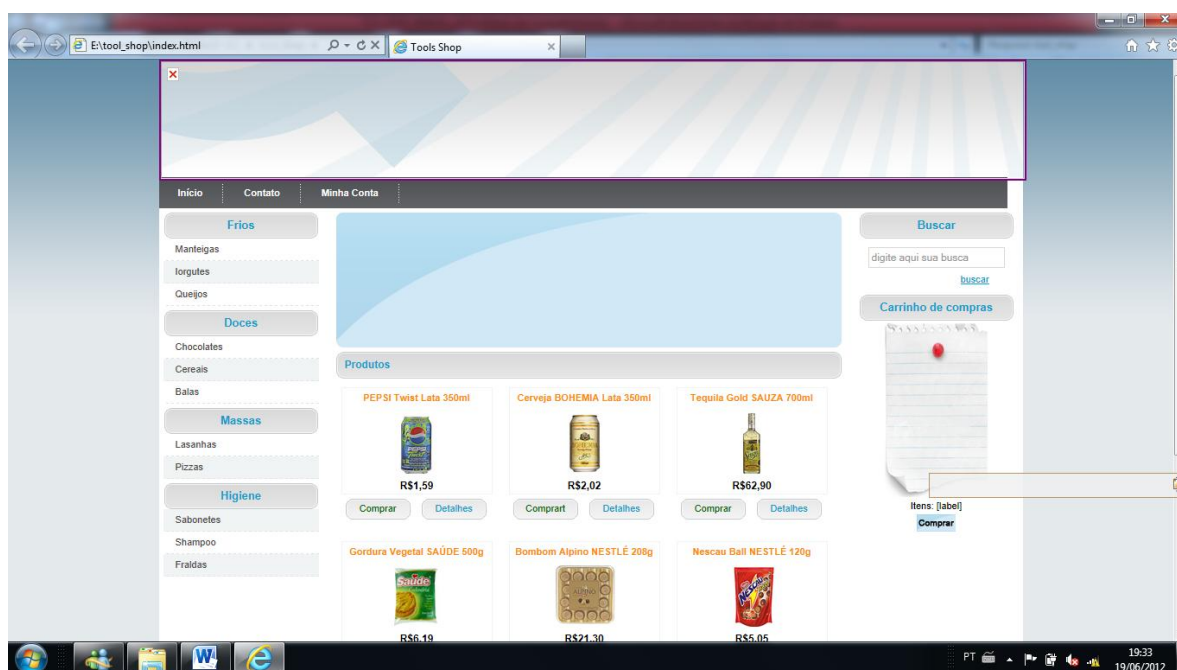 E:\tool_shop\index.html
Tools Shop
Início Contato Minha Conta
Frios
Manteigas
Iorgutes
Queijos
Doces
Chocolates
Cereais
Balas
Massas
Lasanhas
Pizzas
Higiene
Sabonetes
Shampoo
Fraldas
Produtos
PEPSI Twist Lata 350ml
R$1,59
Comprar Detalhes
Cerveja BOHEMIA Lata 350ml
R$2,02
Comprart Detalhes
Tequila Gold SAUZA 700ml
R$62,90
Comprar Detalhes
Gordura Vegetal SAÚDE 500g
Saúde
R$6,19
Bombom Alpino NESTLÉ 208g
ALPINO
R$21,30
Nescau Ball NESTLÉ 120g
NESCAU
R$5,05
Buscar
digite aqui sua busca
buscar
Carrinho de compras
Itens: [label]
Comprar
PT
19:33
19/06/2012